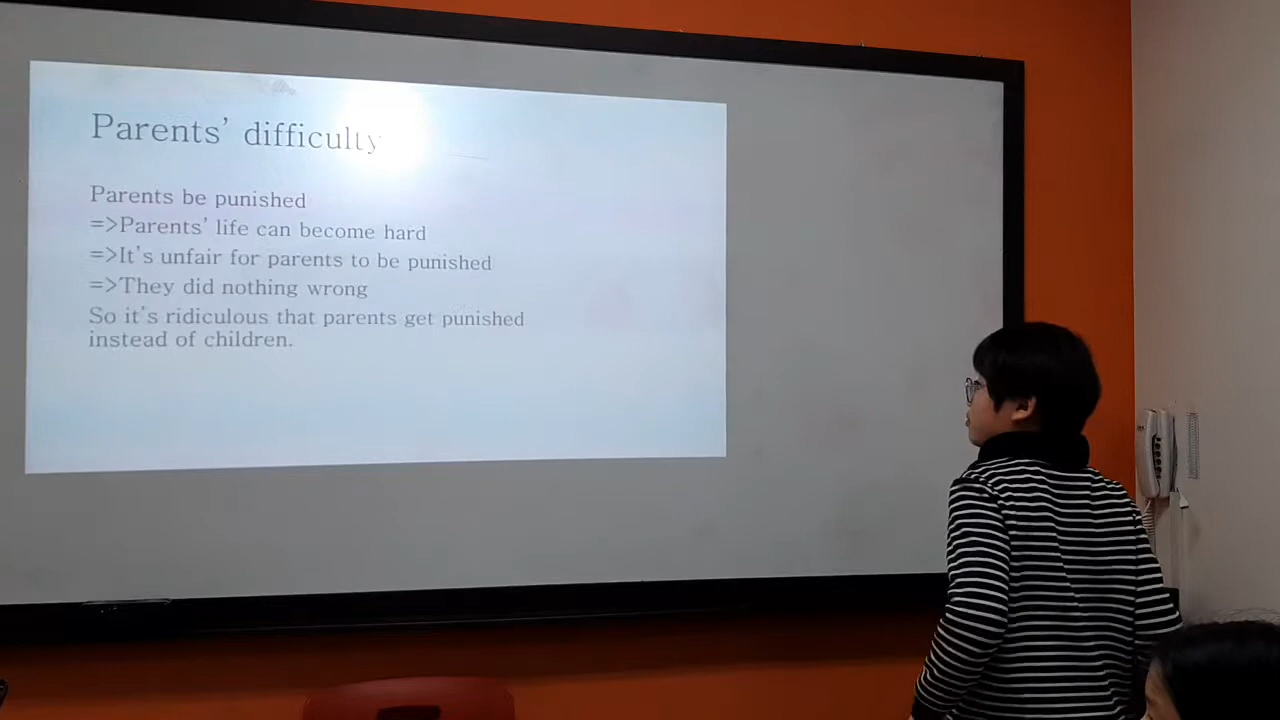 Parents' difficulty
Parents be punished
=>Parents' life can become hard
=>It's unfair for parents to be punished
=>They did nothing wrong
So it's ridiculous that parents get punished
instead of children.